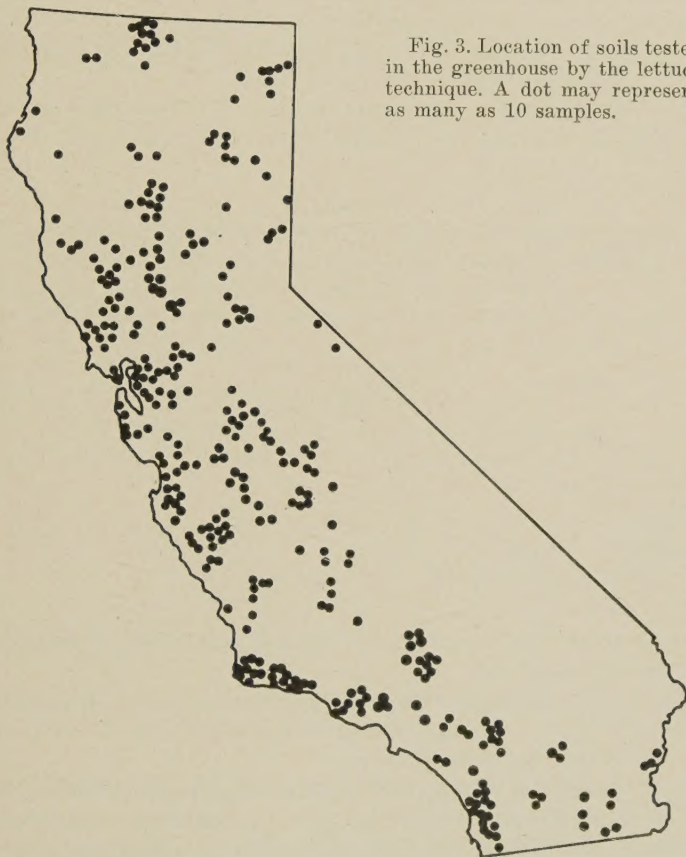 Fig. 3. Location of soils teste
in the greenhouse by the lettuc
technique. A dot may represen
as many as 10 samples.